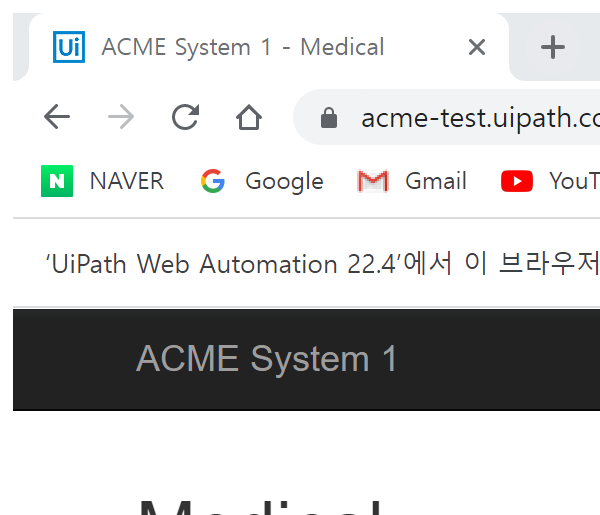 Ui ACME System 1 - Medical
acme-test.uipath.co
N NAVER Google Gmail YouT
‘UiPath Web Automation 22.4’에서 이 브라우저
ACME System 1
Medical